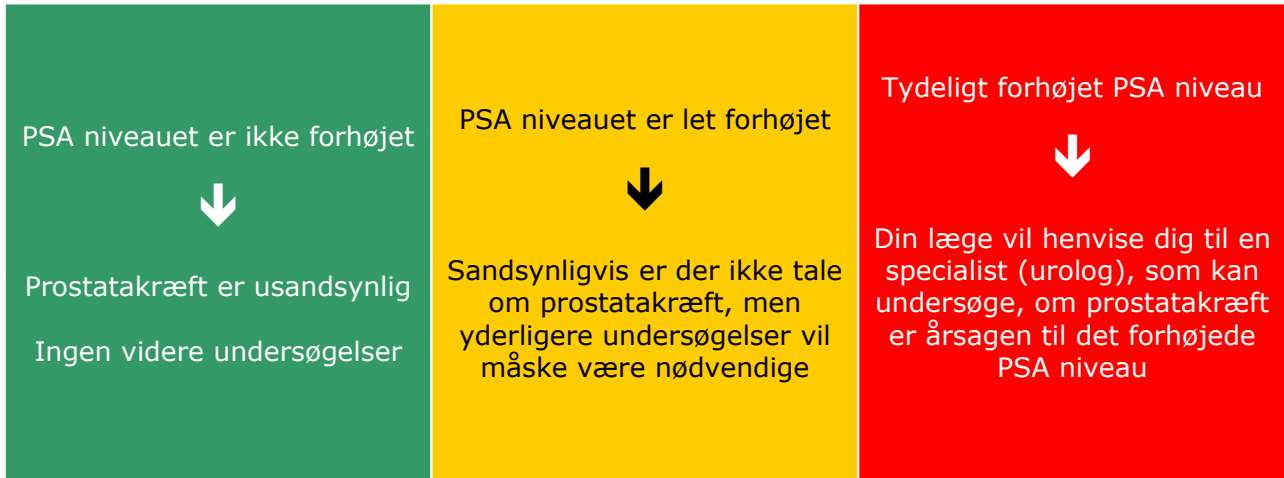 PSA niveauet er ikke forhøjet
Prostatakræft er usandsynlig
Ingen videre undersøgelser
PSA niveauet er let forhøjet
Sandsynligvis er der ikke tale
om prostatakræft, men
yderligere undersøgelser vil
måske være nødvendige
Tydeligt forhøjet PSA niveau
Din læge vil henvise dig til en
specialist (urolog), som kan
undersøge, om prostatakræft
er årsagen til det forhøjede
PSA niveau